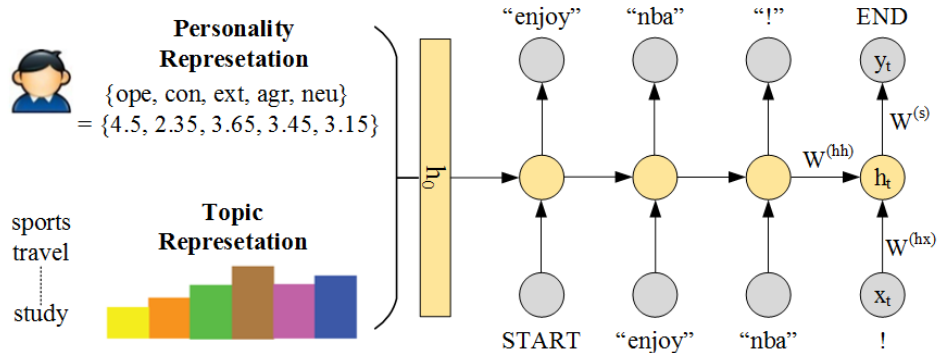 Personality
Represetation
{ope, con, ext, agr, neu}
= {4.5, 2.35, 3.65, 3.45, 3.15}
sports
travel
study
Topic
Represetation
h₀
“enjoy” “nba” “!” END
yₜ
W⁽ˢ⁾
W⁽ʰʰ⁾
hₜ
W⁽ʰˣ⁾
xₜ
START “enjoy” “nba” !